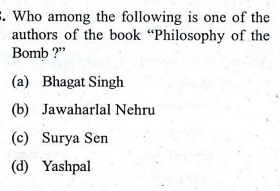 . Who among the following is one of the
authors of the book “Philosophy of the
Bomb ?”
(a) Bhagat Singh
(b) Jawaharlal Nehru
(c) Surya Sen
(d) Yashpal